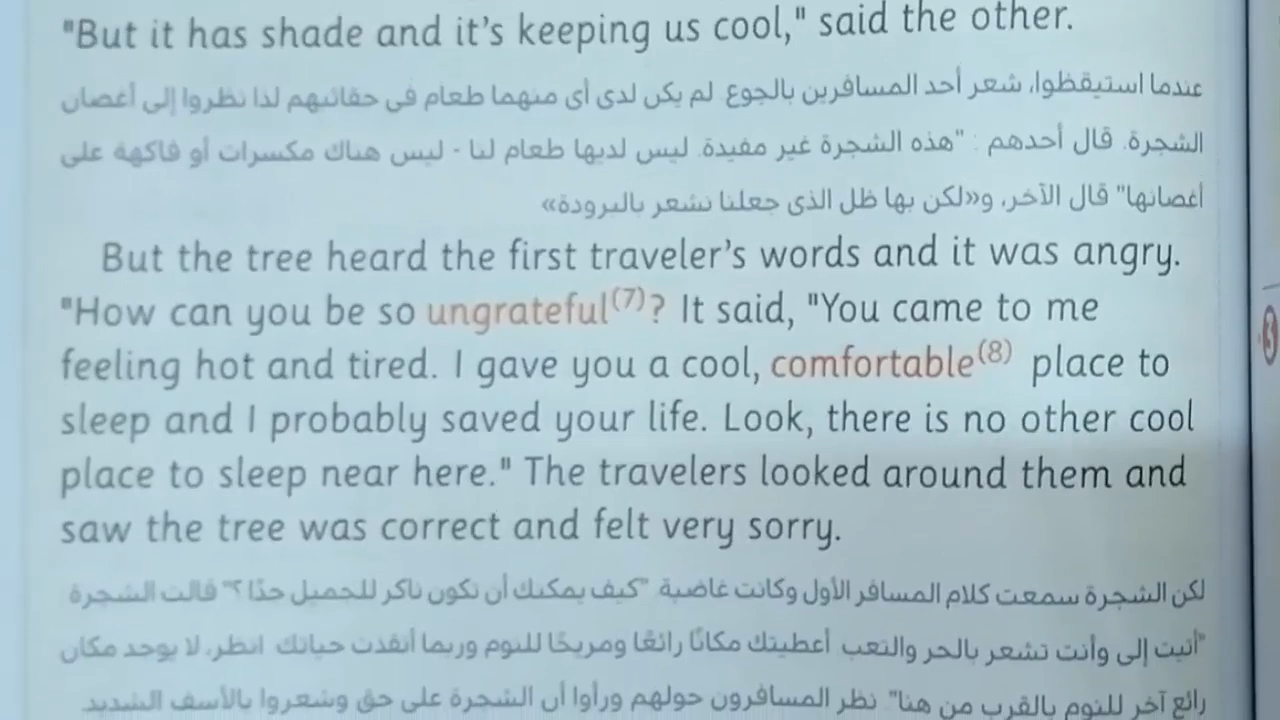 "But it has shade and it's keeping us cool," said the other.
عندما استيقظوا، شعر أحد المسافرين بالجوع لم يكن لدى أى منهما طعام فى حقائبهم لذا نظروا إلى أغصان
الشجرة. قال أحدهم : "هذه الشجرة غير مفيدة. ليس لديها طعام لنا - ليس هناك مكسرات أو فاكهة على
أغصانها" قال الآخر، و«لكن بها ظل الذى جعلنا نشعر بالبرودة»
But the tree heard the first traveler's words and it was angry.
"How can you be so ungrateful(7)? It said, "You came to me
feeling hot and tired. I gave you a cool, comfortable(8) place to
sleep and I probably saved your life. Look, there is no other cool
place to sleep near here." The travelers looked around them and
saw the tree was correct and felt very sorry.
لكن الشجرة سمعت كلام المسافر الأول وكانت غاضبة "كيف يمكنك أن تكون ناكر للجميل جدًا؟" قالت الشجرة
"أتيت إلى وأنت تشعر بالحر والتعب أعطيتك مكانًا رائعًا ومريحًا للنوم وربما أنقذت حياتك انظر، لا يوجد مكان
رائع آخر للنوم بالقرب من هنا" نظر المسافرون حولهم ورأوا أن الشجرة على حق وشعروا بالأسف الشديد